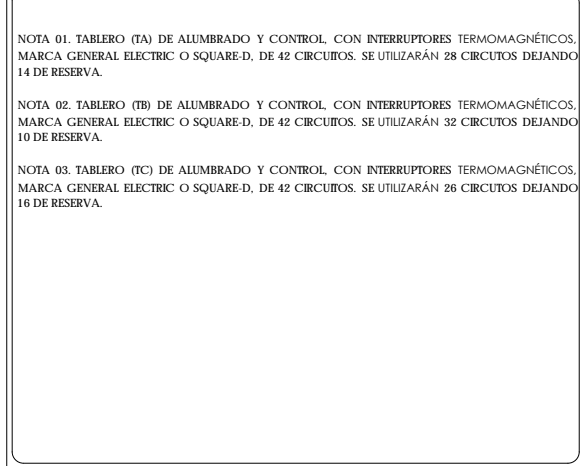 NOTA 01. TABLERO (TA) DE ALUMBRADO Y CONTROL, CON INTERRUPTORES TERMOMAGNÉTICOS,
MARCA GENERAL ELECTRIC O SQUARE-D, DE 42 CIRCUITOS. SE UTILIZARÁN 28 CIRCUTOS DEJANDO
14 DE RESERVA.
NOTA 02. TABLERO (TB) DE ALUMBRADO Y CONTROL, CON INTERRUPTORES TERMOMAGNÉTICOS,
MARCA GENERAL ELECTRIC O SQUARE-D, DE 42 CIRCUITOS. SE UTILIZARÁN 32 CIRCUTOS DEJANDO
10 DE RESERVA.
NOTA 03. TABLERO (TC) DE ALUMBRADO Y CONTROL, CON INTERRUPTORES TERMOMAGNÉTICOS,
MARCA GENERAL ELECTRIC O SQUARE-D, DE 42 CIRCUITOS. SE UTILIZARÁN 26 CIRCUTOS DEJANDO
16 DE RESERVA.